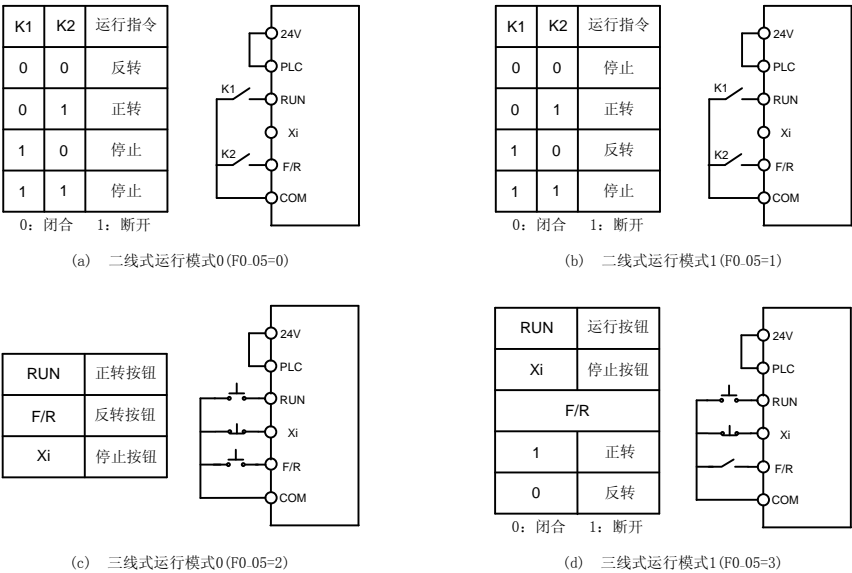 K1 K2 运行指令
0 0 反转
0 1 正转
1 0 停止
1 1 停止
0: 闭合 1: 断开
24V
PLC
K1
RUN
Xi
K2
F/R
COM
(a) 二线式运行模式0(F0.05=0)
K1 K2 运行指令
0 0 停止
0 1 正转
1 0 反转
1 1 停止
0: 闭合 1: 断开
24V
PLC
K1
RUN
Xi
K2
F/R
COM
(b) 二线式运行模式1(F0.05=1)
RUN 正转按钮
F/R 反转按钮
Xi 停止按钮
24V
PLC
RUN
Xi
F/R
COM
(c) 三线式运行模式0(F0.05=2)
RUN 运行按钮
Xi 停止按钮
F/R
1 正转
0 反转
0: 闭合 1: 断开
24V
PLC
RUN
Xi
F/R
COM
(d) 三线式运行模式1(F0.05=3)